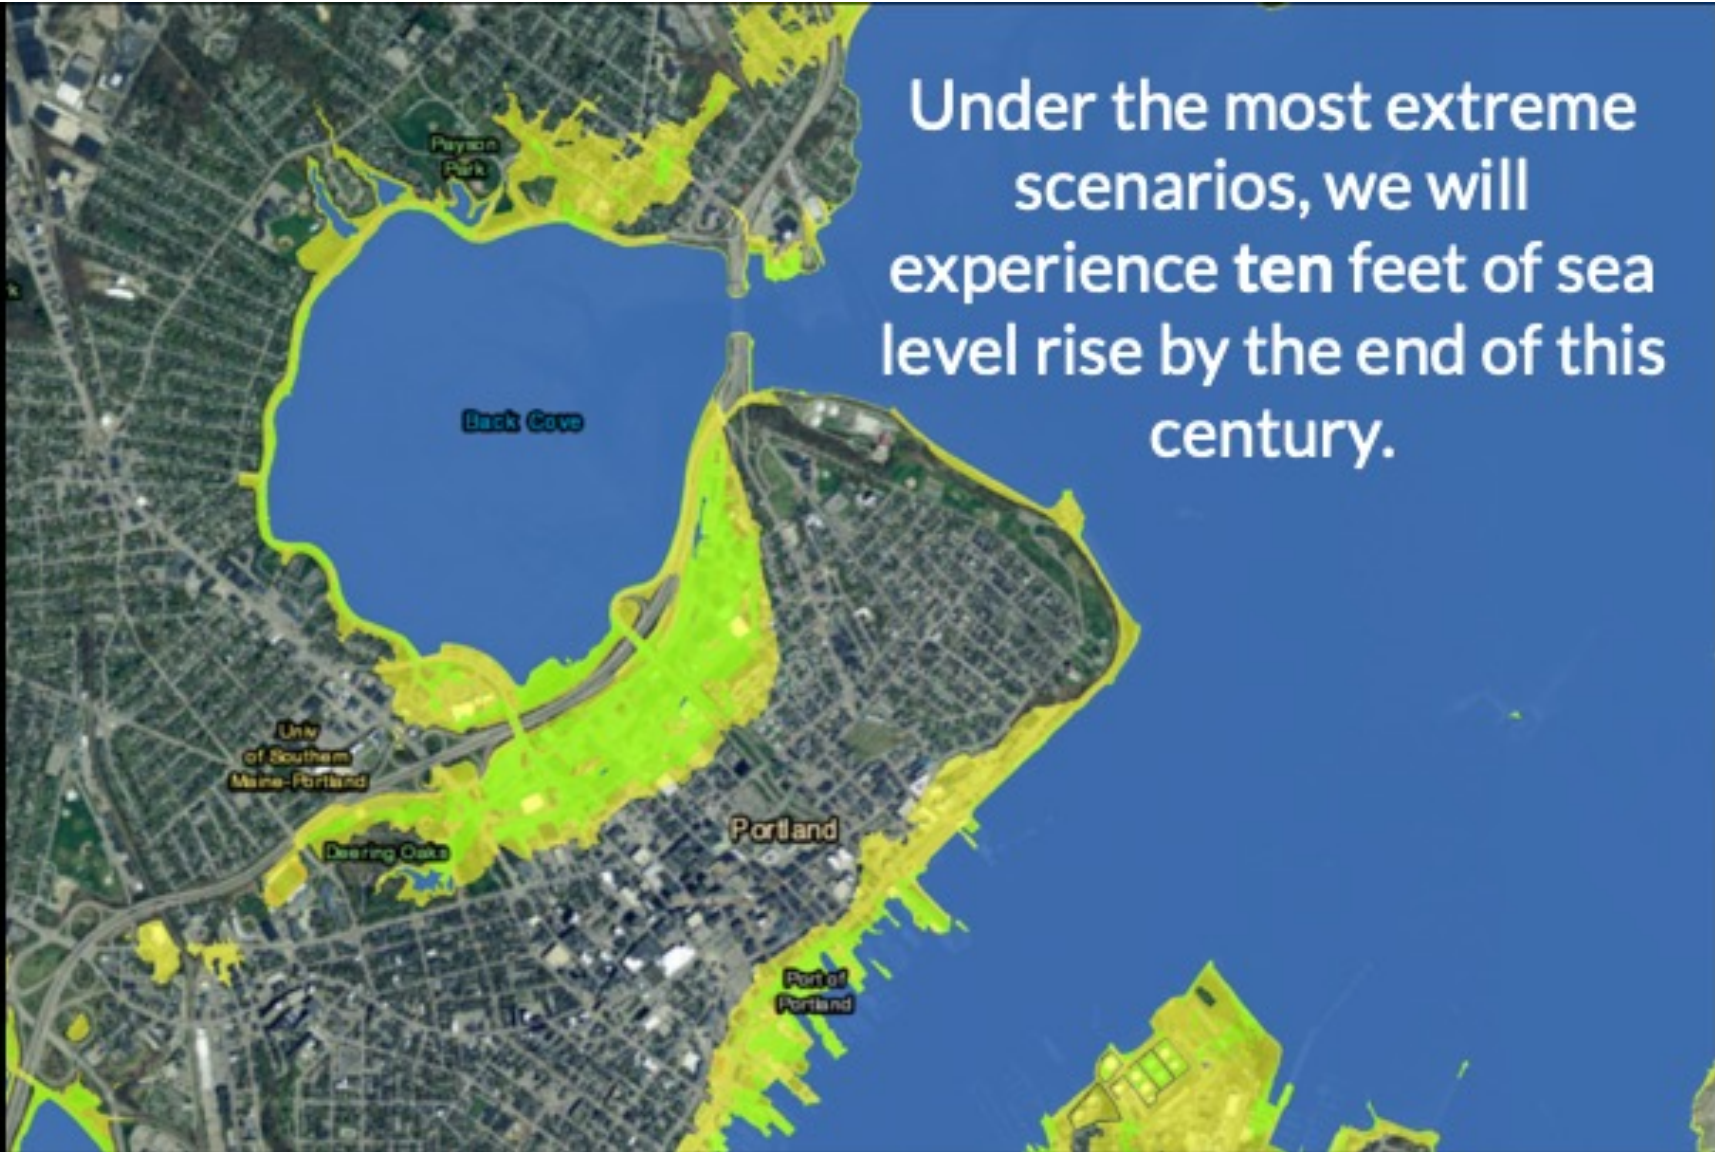 Under the most extreme
scenarios, we will
experience ten feet of sea
level rise by the end of this
century.
Payson
Park
k
Back Cove
Univ
of Southern
Maine-Portland
Deering Oaks
Portland
Port of
Portland